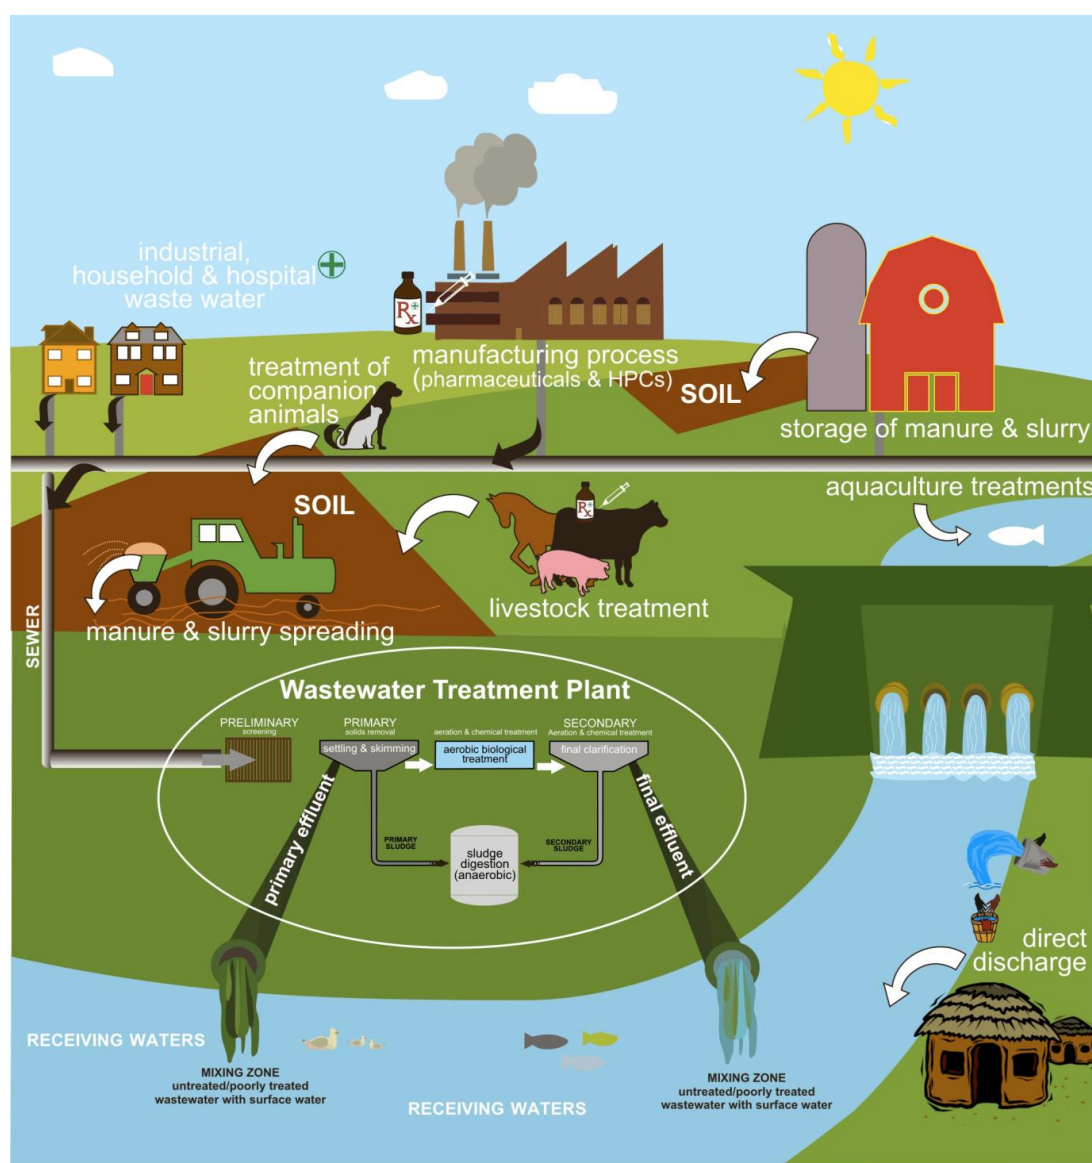 industrial,
household & hospital
waste water
Rx
manufacturing process
(pharmaceuticals & HPCs)
treatment of
companion
animals
SOIL
storage of manure & slurry
aquaculture treatments
SOIL
Rx
livestock treatment
manure & slurry spreading
SEWER
Wastewater Treatment Plant
PRELIMINARY
screening
PRIMARY
solids removal
settling & skimming
aeration & chemical treatment
aerobic biological
treatment
SECONDARY
Aeration & chemical treatment
final clarification
primary effluent
PRIMARY
SLUDGE
sludge
digestion
(anaerobic)
SECONDARY
SLUDGE
final effluent
direct
discharge
RECEIVING WATERS
MIXING ZONE
untreated/poorly treated
wastewater with surface water
RECEIVING WATERS
MIXING ZONE
untreated/poorly treated
wastewater with surface water